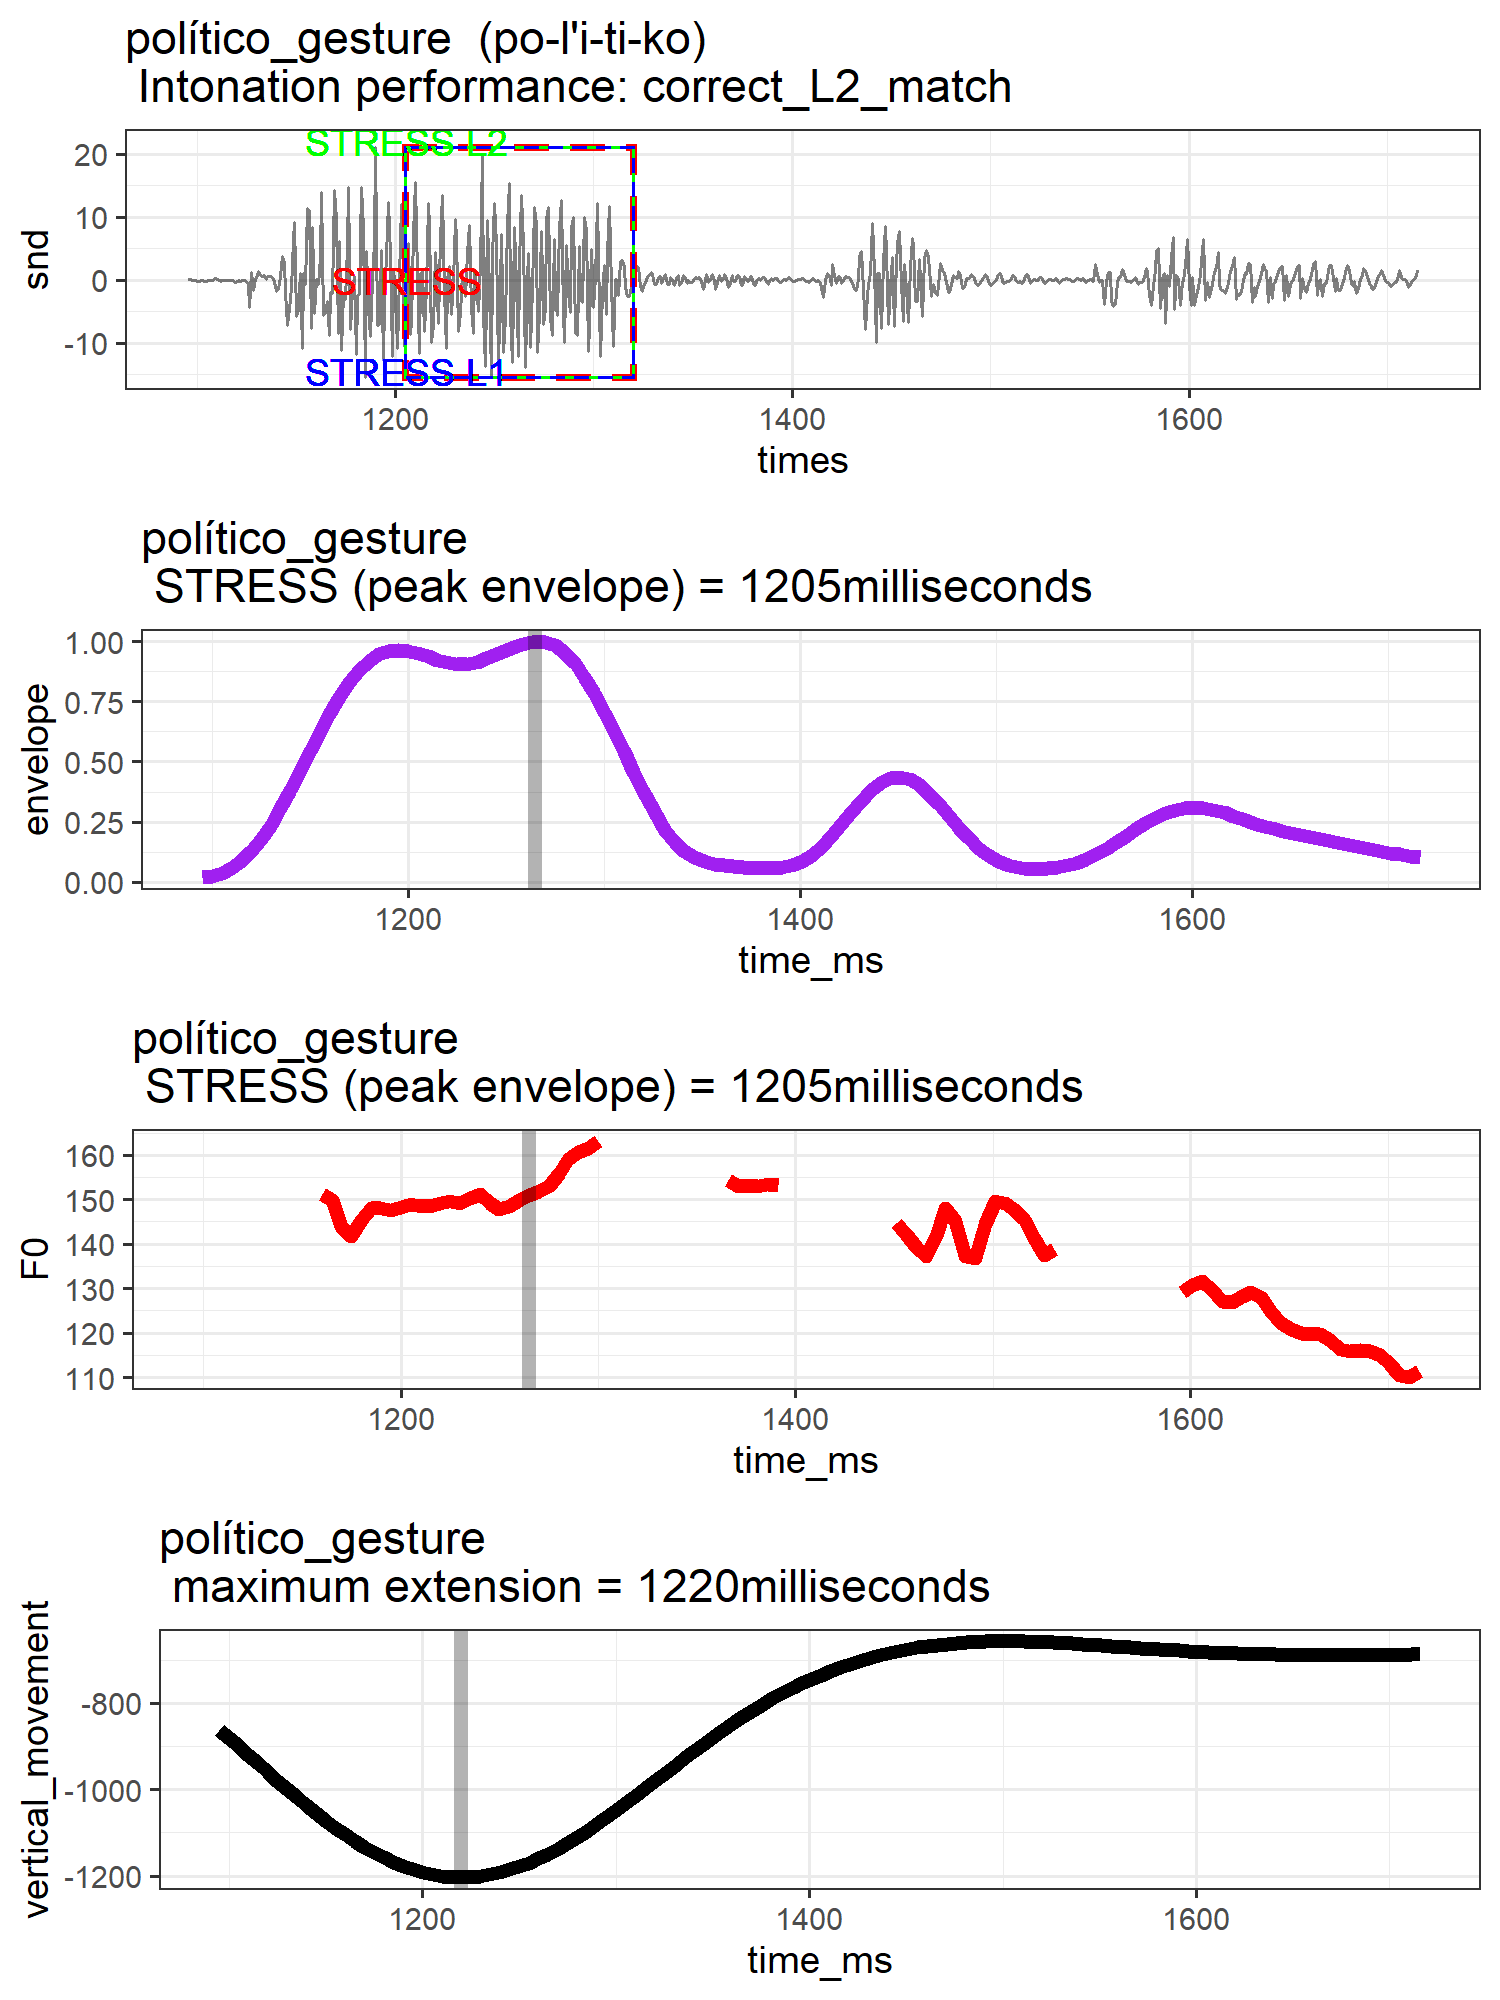 político_gesture  (po-l'i-ti-ko)
Intonation performance: correct_L2_match
STRESS L2
STRESS
STRESS L1
20
10
0
-10
snd
1200
1400
1600
times
político_gesture
STRESS (peak envelope) = 1205milliseconds
1.00
0.75
0.50
0.25
0.00
envelope
1200
1400
1600
time_ms
político_gesture
STRESS (peak envelope) = 1205milliseconds
160
150
140
130
120
110
F0
1200
1400
1600
time_ms
político_gesture
maximum extension = 1220milliseconds
-800
-1000
-1200
vertical_movement
1200
1400
1600
time_ms